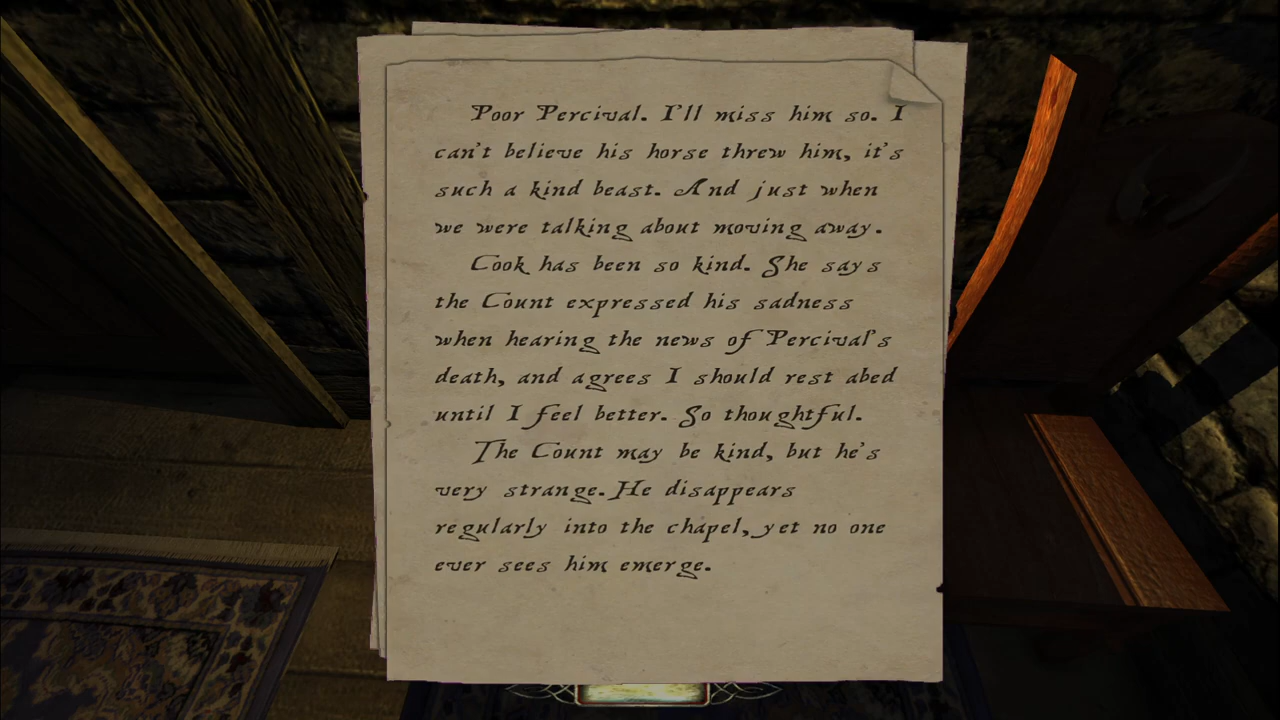 Poor Percival. I'll miss him so. I
can't believe his horse threw him, it's
such a kind beast. And just when
we were talking about moving away.
Cook has been so kind. She says
the Count expressed his sadness
when hearing the news of Percival's
death, and agrees I should rest abed
until I feel better. So thoughtful.
The Count may be kind, but he's
very strange. He disappears
regularly into the chapel, yet no one
ever sees him emerge.